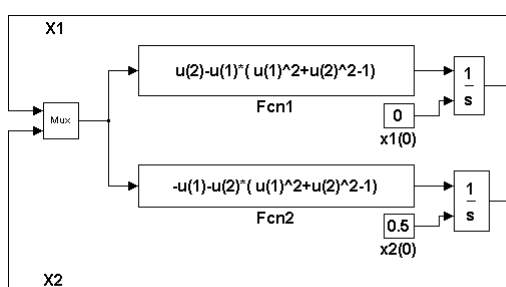 X1
u(2)-u(1)*( u(1)^2+u(2)^2-1)
Fcn1
1
s
0
x1(0)
Mux
-u(1)-u(2)*( u(1)^2+u(2)^2-1)
Fcn2
1
s
0.5
x2(0)
X2